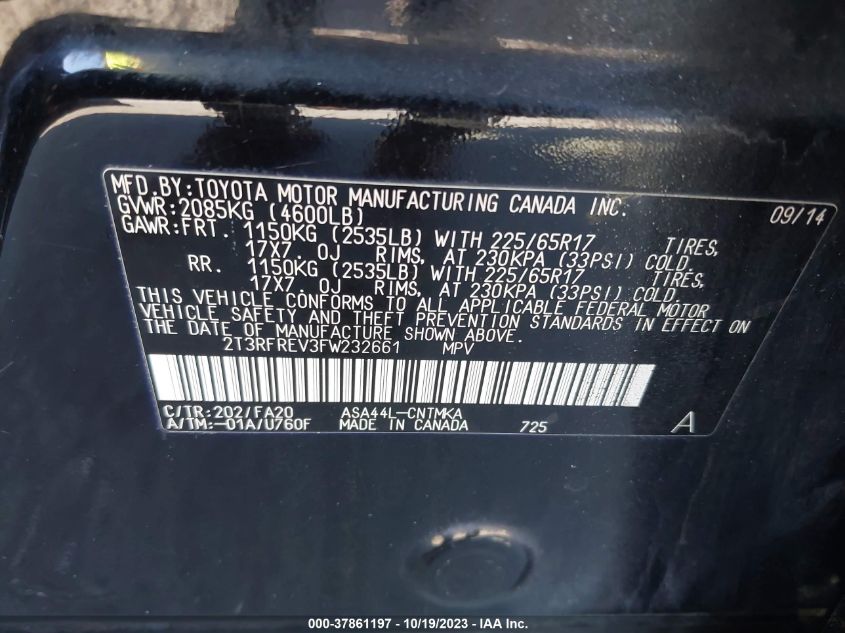 MFD.BY:TOYOTA MOTOR MANUFACTURING CANADA INC. 09/14
GVWR:2085KG (4600LB)
GAWR:FRT. 1150KG (2535LB) WITH 225/65R17 TIRES,
17X7.0J RIMS, AT 230KPA (33PSI) COLD.
RR. 1150KG (2535LB) WITH 225/65R17 TIRES,
17X7.0J RIMS, AT 230KPA (33PSI) COLD.
THIS VEHICLE CONFORMS TO ALL APPLICABLE FEDERAL MOTOR
VEHICLE SAFETY AND THEFT PREVENTION STANDARDS IN EFFECT ON
THE DATE OF MANUFACTURE SHOWN ABOVE.
2T3RFREV3FW232661 MPV
C/TR:202/FA20 ASA44L-CNTMKA
A/TM:-01A/U760F MADE IN CANADA 725 A
000-37861197 - 10/19/2023 - IAA Inc.